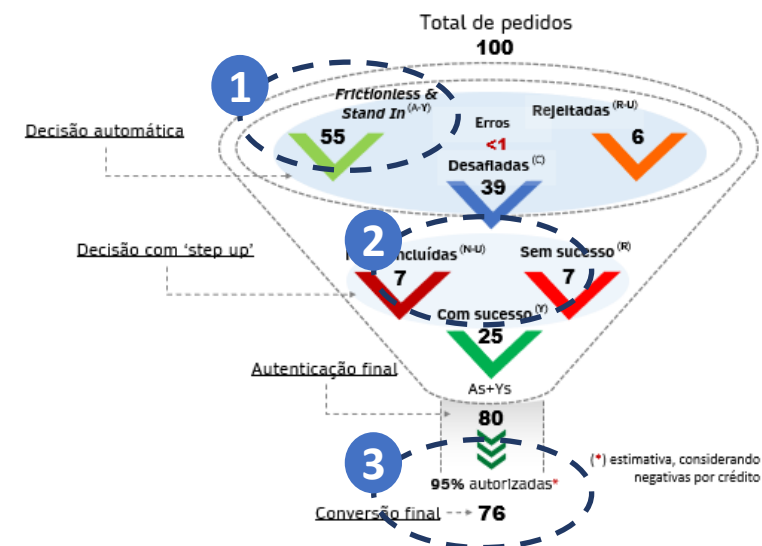 Total de pedidos
100
1
Frictionless &
Stand In (A-Y)
55
Erros
<1
Rejeitadas (R-U)
6
Decisão automática
Desafiadas (C)
39
2
Decisão com ‘step up’
ncluídas (N-U)
7
Sem sucesso (R)
7
Com sucesso (Y)
25
Autenticação final
As+Ys
80
3
95% autorizadas*
(*) estimativa, considerando
negativas por crédito
Conversão final
76